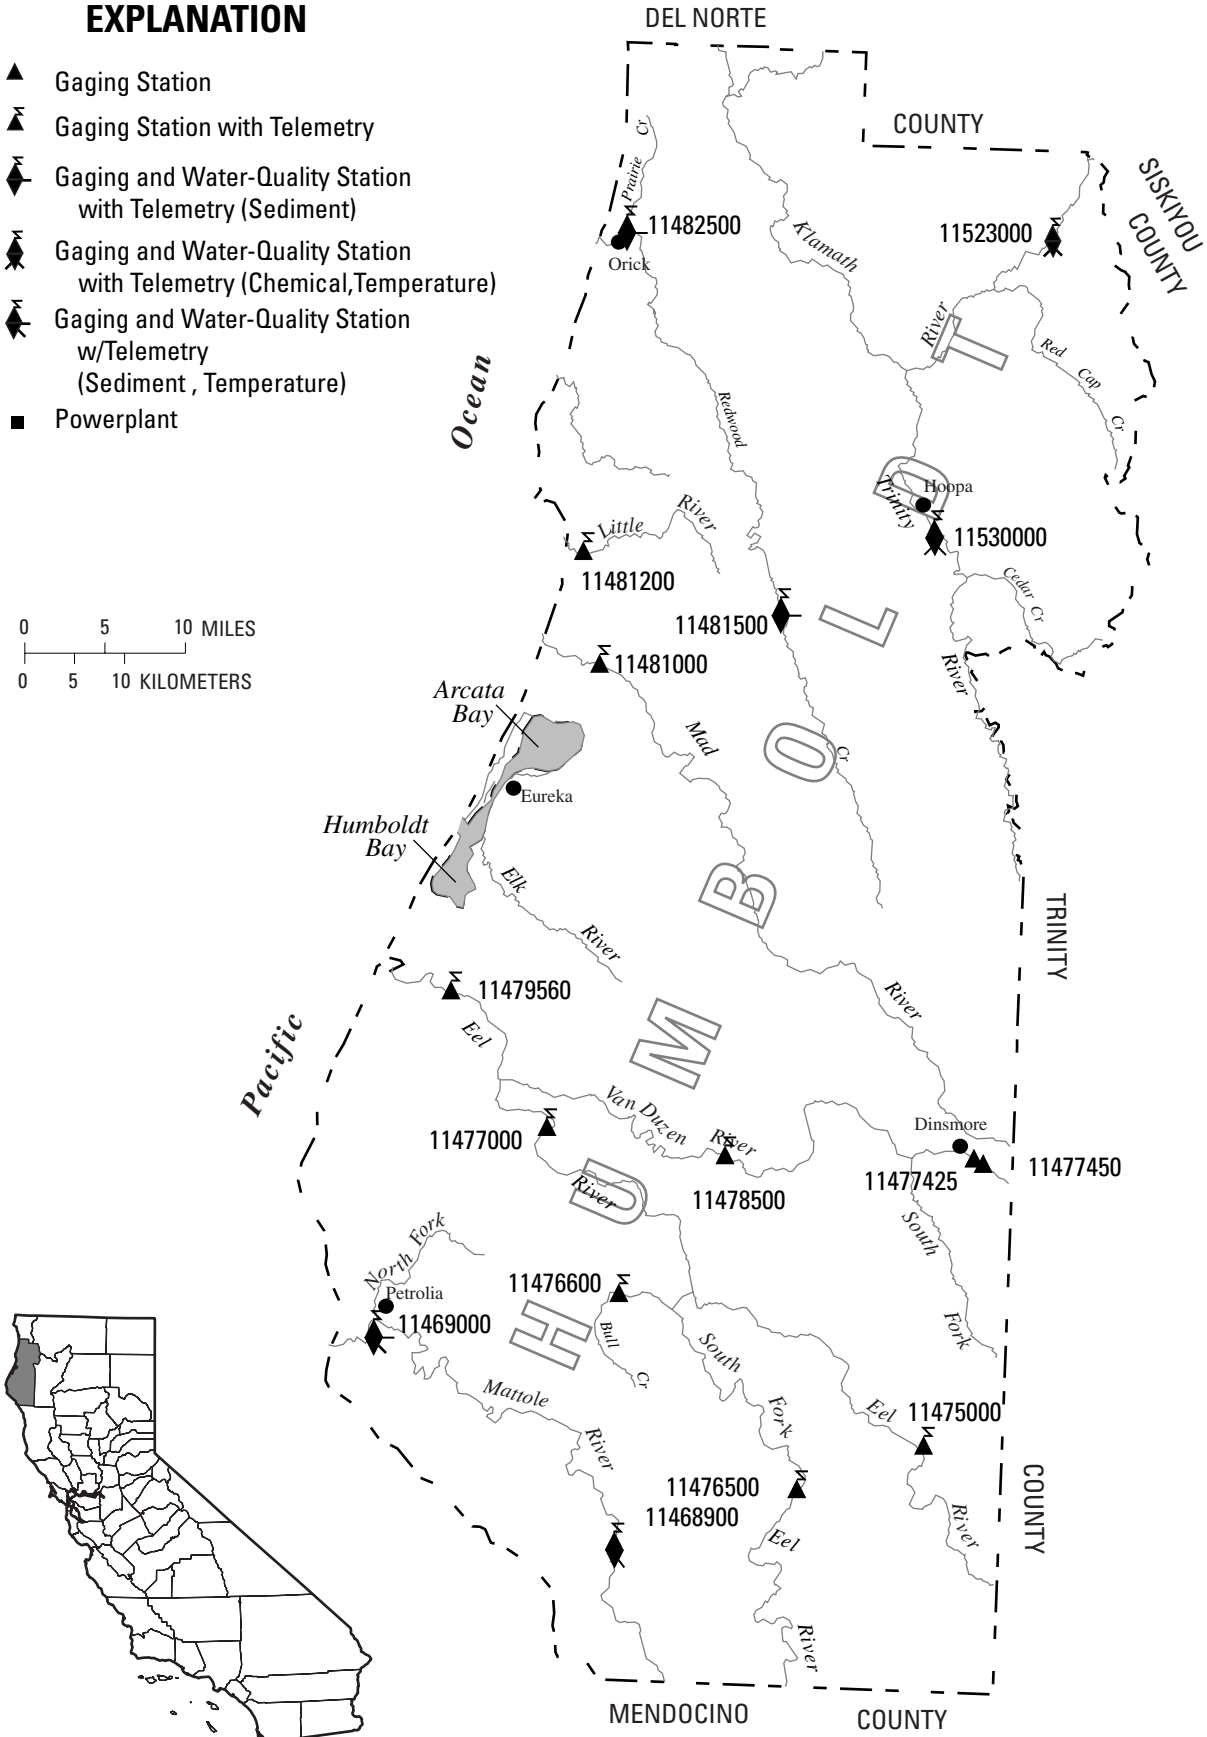 EXPLANATION
Gaging Station
Gaging Station with Telemetry
Gaging and Water-Quality Station
with Telemetry (Sediment)
Gaging and Water-Quality Station
with Telemetry (Chemical,Temperature)
Gaging and Water-Quality Station
w/Telemetry
(Sediment , Temperature)
Powerplant
0 5 10 MILES
0 5 10 KILOMETERS
DEL NORTE
COUNTY
SISKIYOU
COUNTY
Prairie Cr
11482500
Orick
Klamath
River
11523000
Red Cap Cr
Ocean
Redwood
Cr
Trinity
Hoopa
11530000
Cedar Cr
River
Little River
11481200
11481500
11481000
Arcata
Bay
Mad
River
Eureka
Humboldt
Bay
Elk
River
TRINITY
11479560
Eel
River
Pacific
Van Duzen
River
Dinsmore
11477000
11478500
11477425
11477450
South
Fork
North Fork
Petrolia
11469000
11476600
Bull
Cr
South
Fork
Eel
River
Mattole
River
Eel
11475000
River
11476500
11468900
COUNTY
HUMBOLDT
MENDOCINO
COUNTY